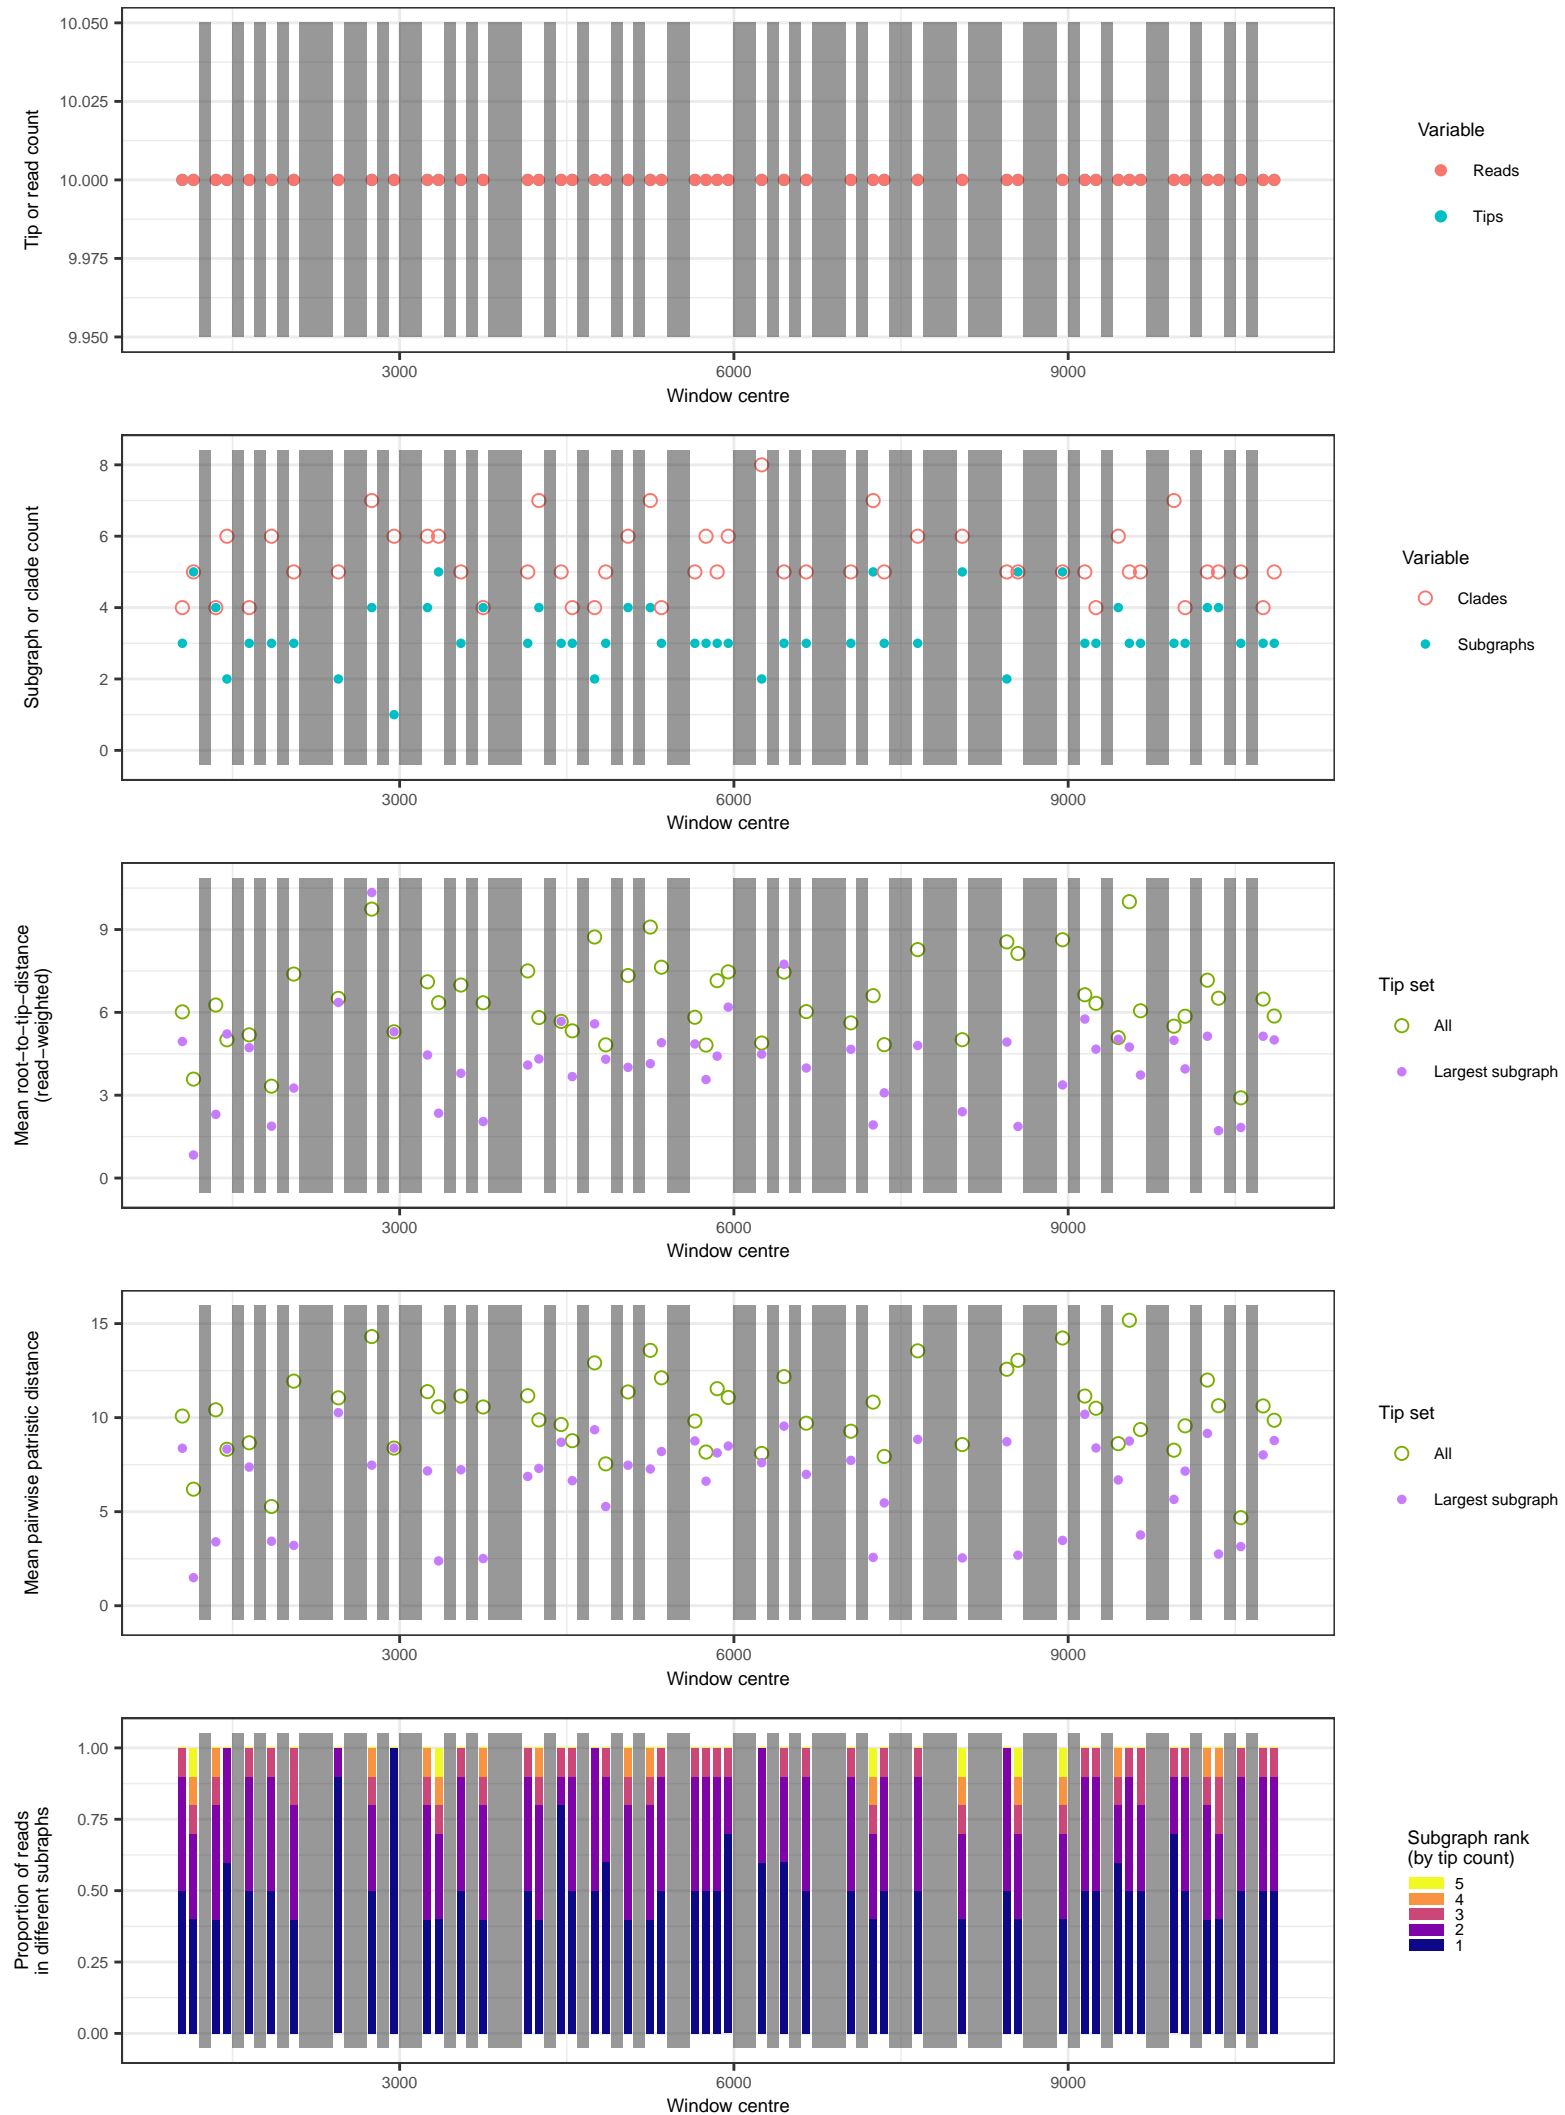 10.050
10.025
10.000
9.975
9.950
Tip or read count
3000 6000 9000
Window centre
Variable
Reads
Tips
8
6
4
2
0
Subgraph or clade count
3000 6000 9000
Window centre
Variable
Clades
Subgraphs
9
6
3
0
Mean root−to−tip−distance
(read−weighted)
3000 6000 9000
Window centre
Tip set
All
Largest subgraph
15
10
5
0
Mean pairwise patristic distance
3000 6000 9000
Window centre
Tip set
All
Largest subgraph
1.00
0.75
0.50
0.25
0.00
Proportion of reads
in different subraphs
3000 6000 9000
Window centre
Subgraph rank
(by tip count)
5
4
3
2
1